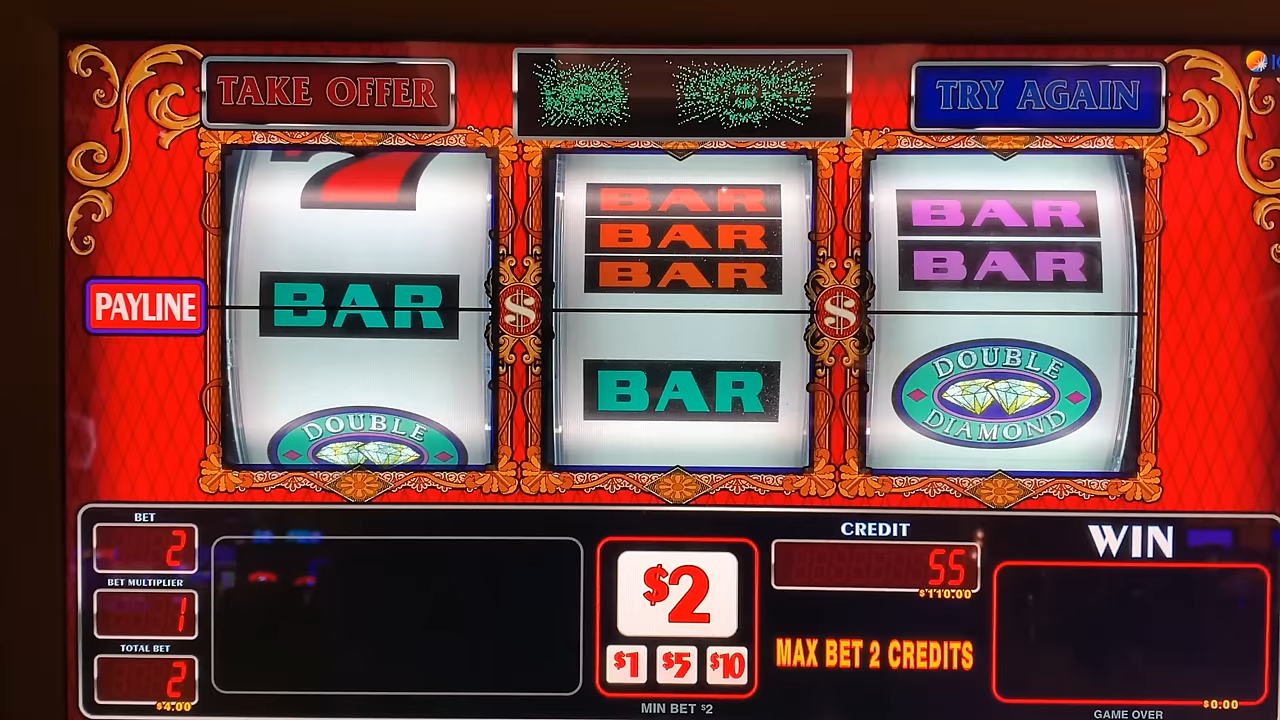 TAKE OFFER
TRY AGAIN
7
BAR
BAR
BAR
BAR
BAR
PAYLINE
BAR
$
$
BAR
DOUBLE
DIAMOND
DOUBLE
BET
2
BET MULTIPLIER
1
TOTAL BET
2
$4.00
$2
$1
$5
$10
MIN BET $2
CREDIT
55
$110.00
MAX BET 2 CREDITS
WIN
$0.00
GAME OVER